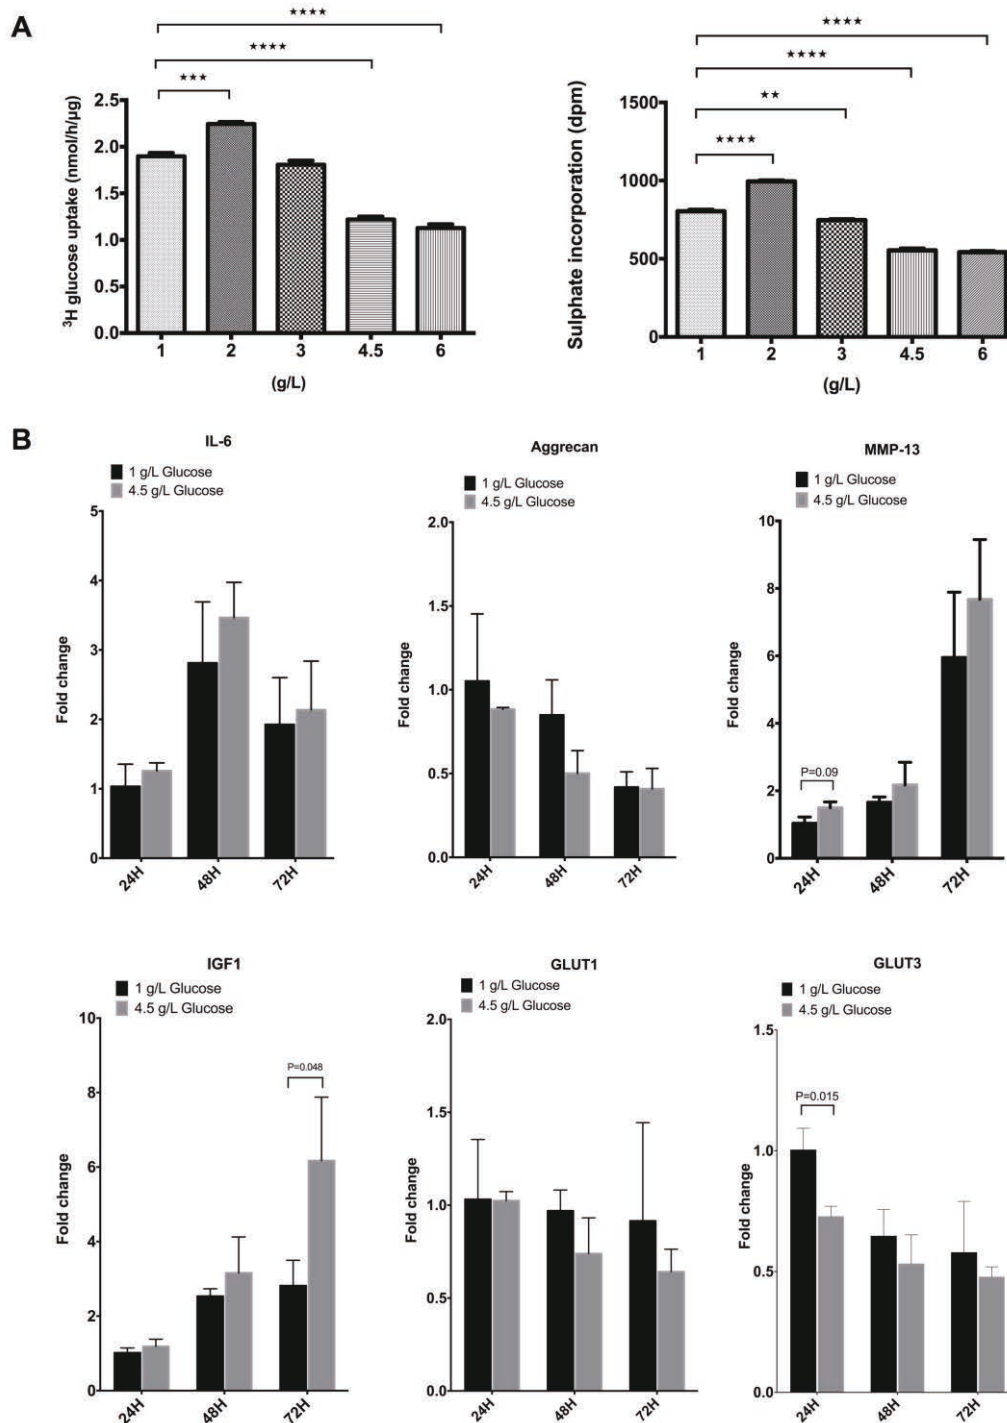 A
★★★★
★★★★
★★★
³H glucose uptake (nmol/h/µg)
2.5
2.0
1.5
1.0
0.5
0.0
1 2 3 4.5 6
(g/L)
★★★★
★★★★
★★
★★★★
Sulphate incorporation (dpm)
1500
1000
500
0
1 2 3 4.5 6
(g/L)
B
IL-6
1 g/L Glucose
4.5 g/L Glucose
Fold change
5
4
3
2
1
0
24H 48H 72H
Aggrecan
1 g/L Glucose
4.5 g/L Glucose
Fold change
2.0
1.5
1.0
0.5
0.0
24H 48H 72H
MMP-13
1 g/L Glucose
4.5 g/L Glucose
Fold change
10
8
6
4
2
0
P=0.09
24H 48H 72H
IGF1
1 g/L Glucose
4.5 g/L Glucose
Fold change
10
8
6
4
2
0
P=0.048
24H 48H 72H
GLUT1
1 g/L Glucose
4.5 g/L Glucose
Fold change
2.0
1.5
1.0
0.5
0.0
24H 48H 72H
GLUT3
1 g/L Glucose
4.5 g/L Glucose
Fold change
1.5
1.0
0.5
0.0
P=0.015
24H 48H 72H